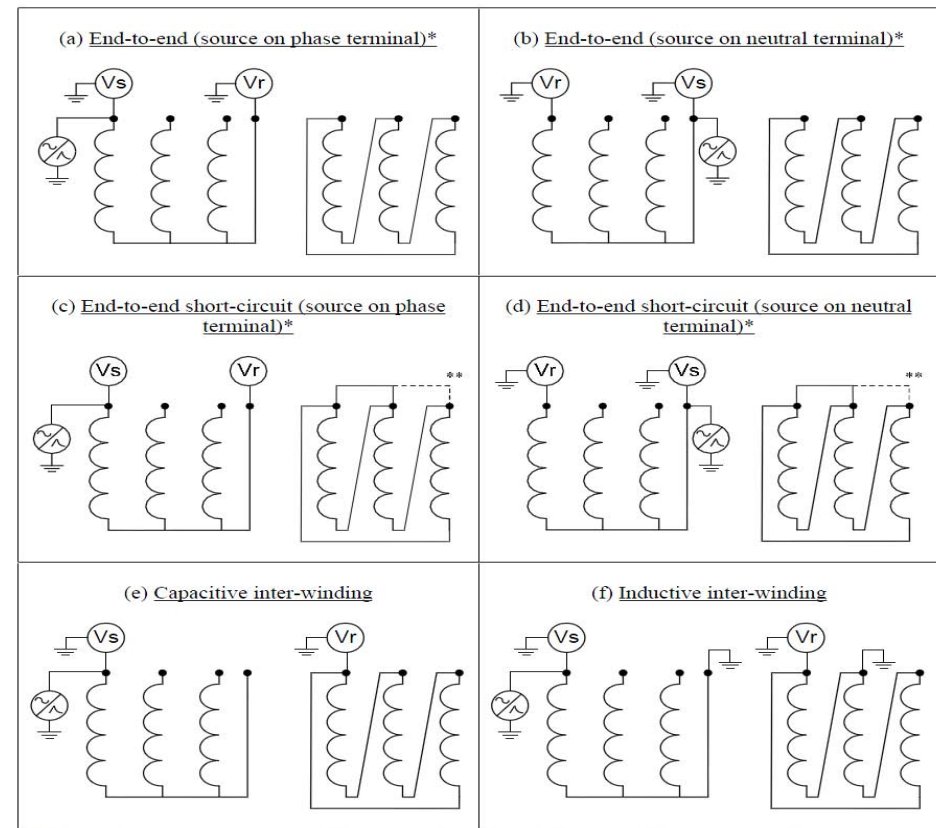 (a) End-to-end (source on phase terminal)*
Vs
Vr
(b) End-to-end (source on neutral terminal)*
Vr
Vs
(c) End-to-end short-circuit (source on phase
terminal)*
Vs
Vr
**
(d) End-to-end short-circuit (source on neutral
terminal)*
Vr
Vs
**
(e) Capacitive inter-winding
Vs
Vr
(f) Inductive inter-winding
Vs
Vr